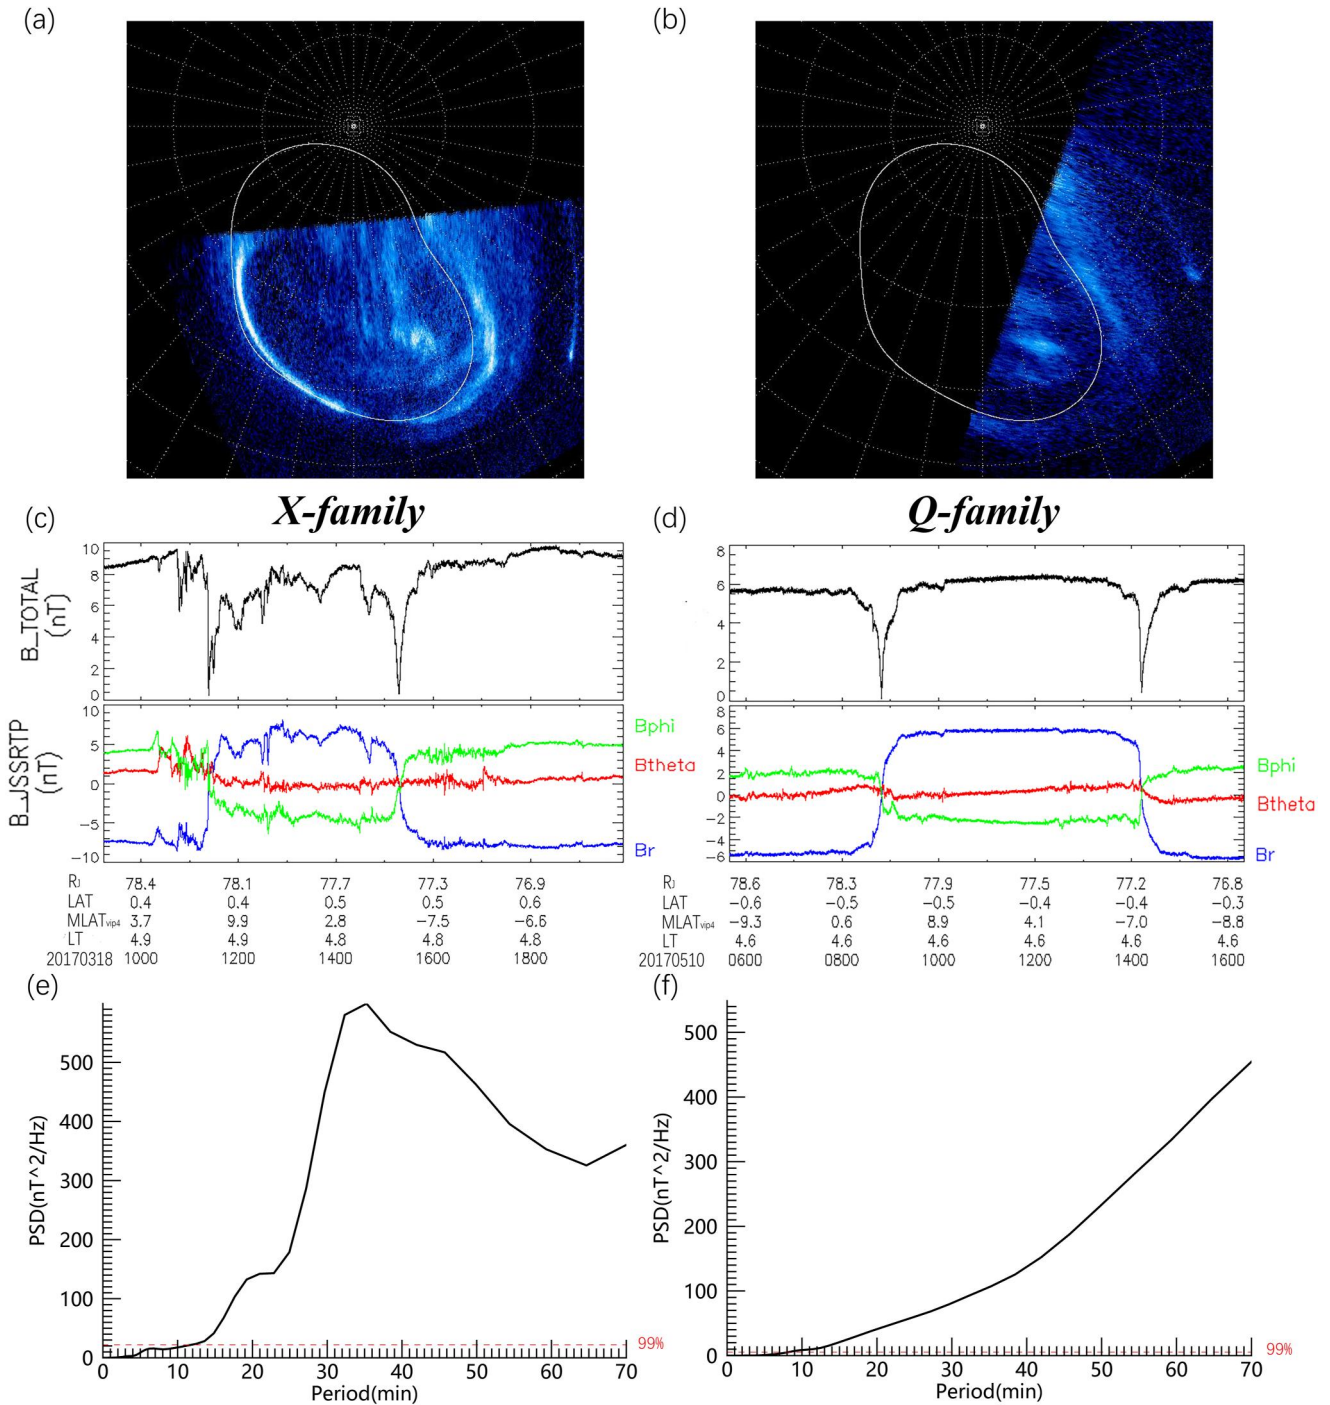 (a) (b)
X-family Q-family
(c) (d)
B_TOTAL
(nT)
10
8
6
4
2
0
8
6
4
2
0
B_JSSRTP
(nT)
10
5
0
−5
−10
Bphi
Btheta
Br
6
4
2
0
−2
−4
−6
Bphi
Btheta
Br
RJ 78.4 78.1 77.7 77.3 76.9
LAT 0.4 0.4 0.5 0.5 0.6
MLATvip4 3.7 9.9 2.8 −7.5 −6.6
LT 4.9 4.9 4.8 4.8 4.8
20170318 1000 1200 1400 1600 1800
RJ 78.6 78.3 77.9 77.5 77.2 76.8
LAT −0.6 −0.5 −0.5 −0.4 −0.4 −0.3
MLATvip4 −9.3 0.6 8.9 4.1 −7.0 −8.8
LT 4.6 4.6 4.6 4.6 4.6 4.6
20170510 0600 0800 1000 1200 1400 1600
(e) (f)
PSD(nT^2/Hz)
500
400
300
200
100
0
99%
0 10 20 30 40 50 60 70
Period(min)
PSD(nT^2/Hz)
500
400
300
200
100
0
99%
0 10 20 30 40 50 60 70
Period(min)